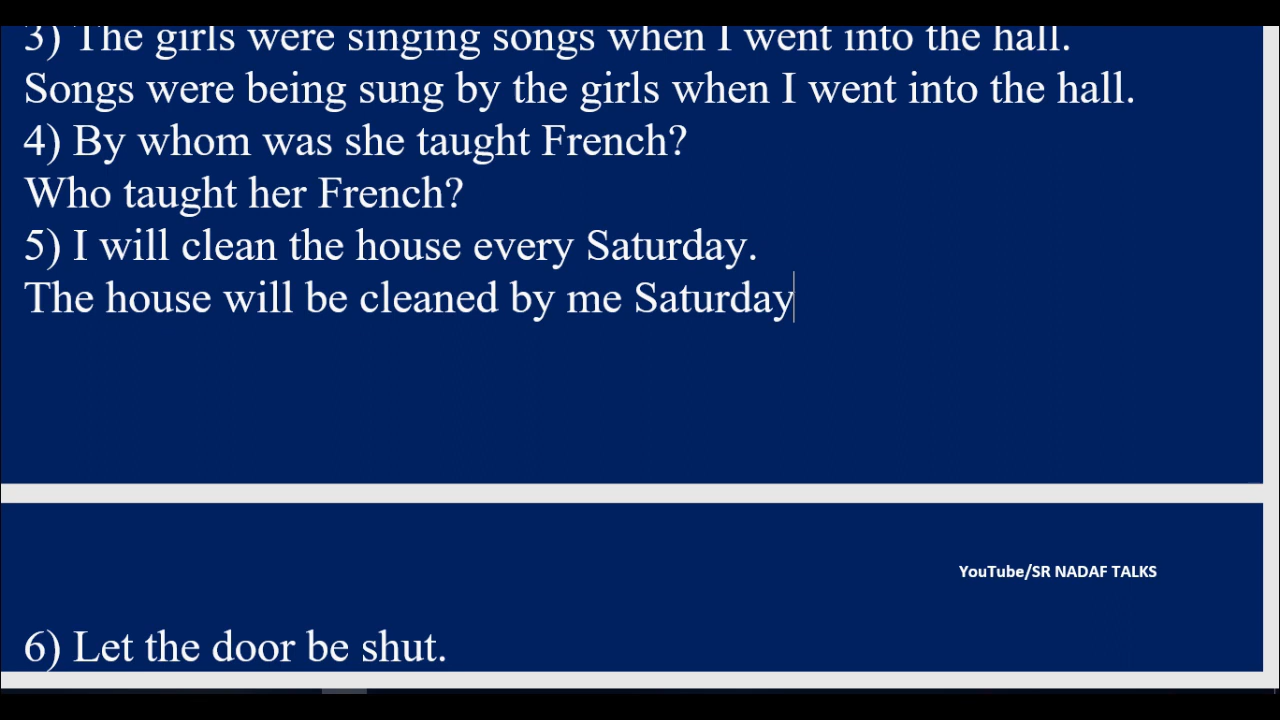 3) The girls were singing songs when I went into the hall.
Songs were being sung by the girls when I went into the hall.
4) By whom was she taught French?
Who taught her French?
5) I will clean the house every Saturday.
The house will be cleaned by me Saturday
YouTube/SR NADAF TALKS
6) Let the door be shut.